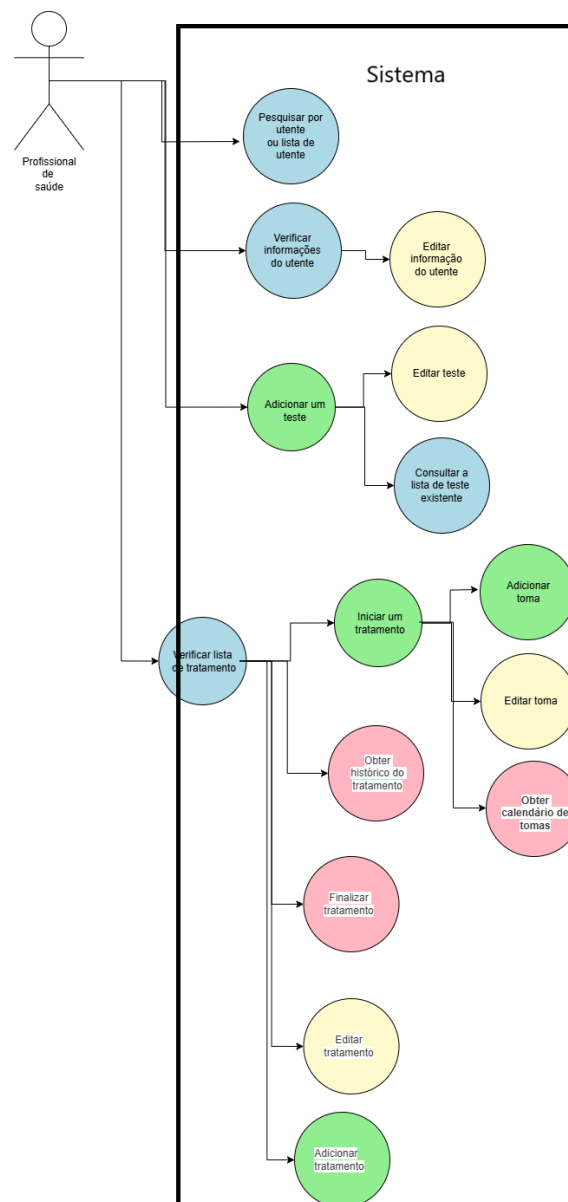 Sistema
Profissional
de
saúde
Pesquisar por
utente
ou lista de
utente
Verificar
informações
do utente
Editar
informação
do utente
Editar teste
Adicionar um
teste
Consultar a
lista de teste
existente
Adicionar
toma
Iniciar um
tratamento
Verificar lista
de tratamento
Editar toma
Obter
histórico do
tratamento
Obter
calendário de
tomas
Finalizar
tratamento
Editar
tratamento
Adicionar
tratamento